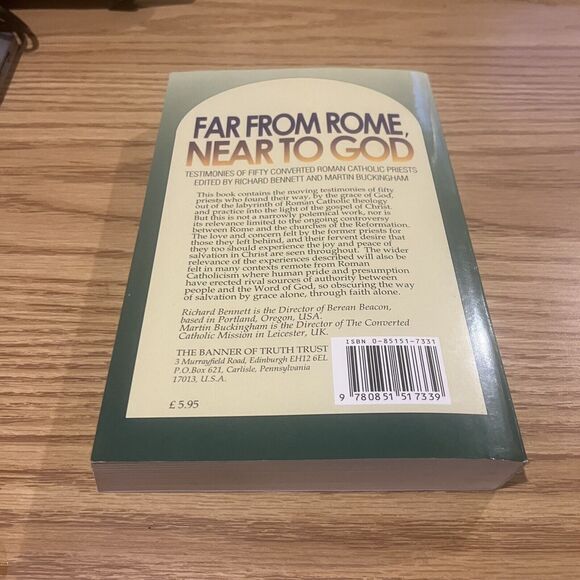 FAR FROM ROME,
NEAR TO GOD
TESTIMONIES OF FIFTY CONVERTED ROMAN CATHOLIC PRIESTS
EDITED BY RICHARD BENNETT AND MARTIN BUCKINGHAM
This book contains the moving testimonies of fifty
priests who found their way, by the grace of God,
out of the labyrinth of Roman Catholic theology
and practice into the light of the gospel of Christ.
But this is not a narrowly polemical work, nor is
its relevance limited to the ongoing controversy
between Rome and the churches of the Reformation.
The love and concern felt by the former priests for
those they left behind, and their fervent desire that
they too should experience the joy and peace of
salvation in Christ are seen throughout. The wider
relevance of the experiences described will also be
felt in many contexts remote from Roman
Catholicism where human pride and presumption
have erected rival sources of authority between
people and the Word of God, so obscuring the way
of salvation by grace alone, through faith alone.
Richard Bennett is the Director of Berean Beacon,
based in Portland, Oregon, USA.
Martin Buckingham is the Director of The Converted
Catholic Mission in Leicester, UK.
THE BANNER OF TRUTH TRUST
3 Murrayfield Road, Edinburgh EH12 6EL
P.O.Box 621, Carlisle, Pennsylvania
17013, U.S.A.
£5.95
ISBN 0-85151-7331
9 780851 517339